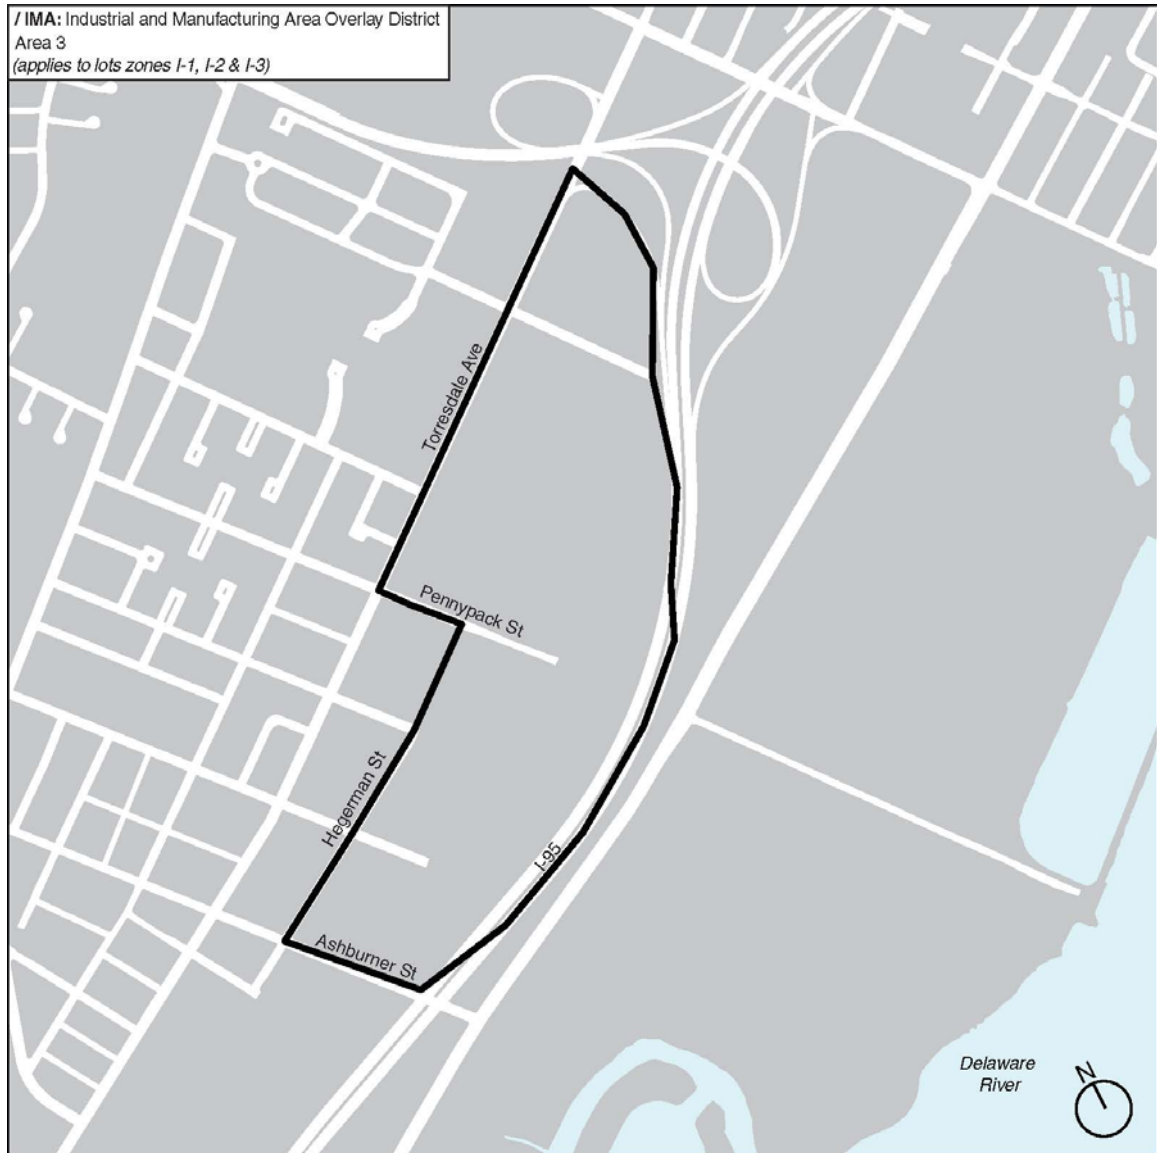 / IMA: Industrial and Manufacturing Area Overlay District
Area 3
(applies to lots zones I-1, I-2 & I-3)
Torresdale Ave
Pennypack St
Hegerman St
I-95
Ashburner St
Delaware
River
N